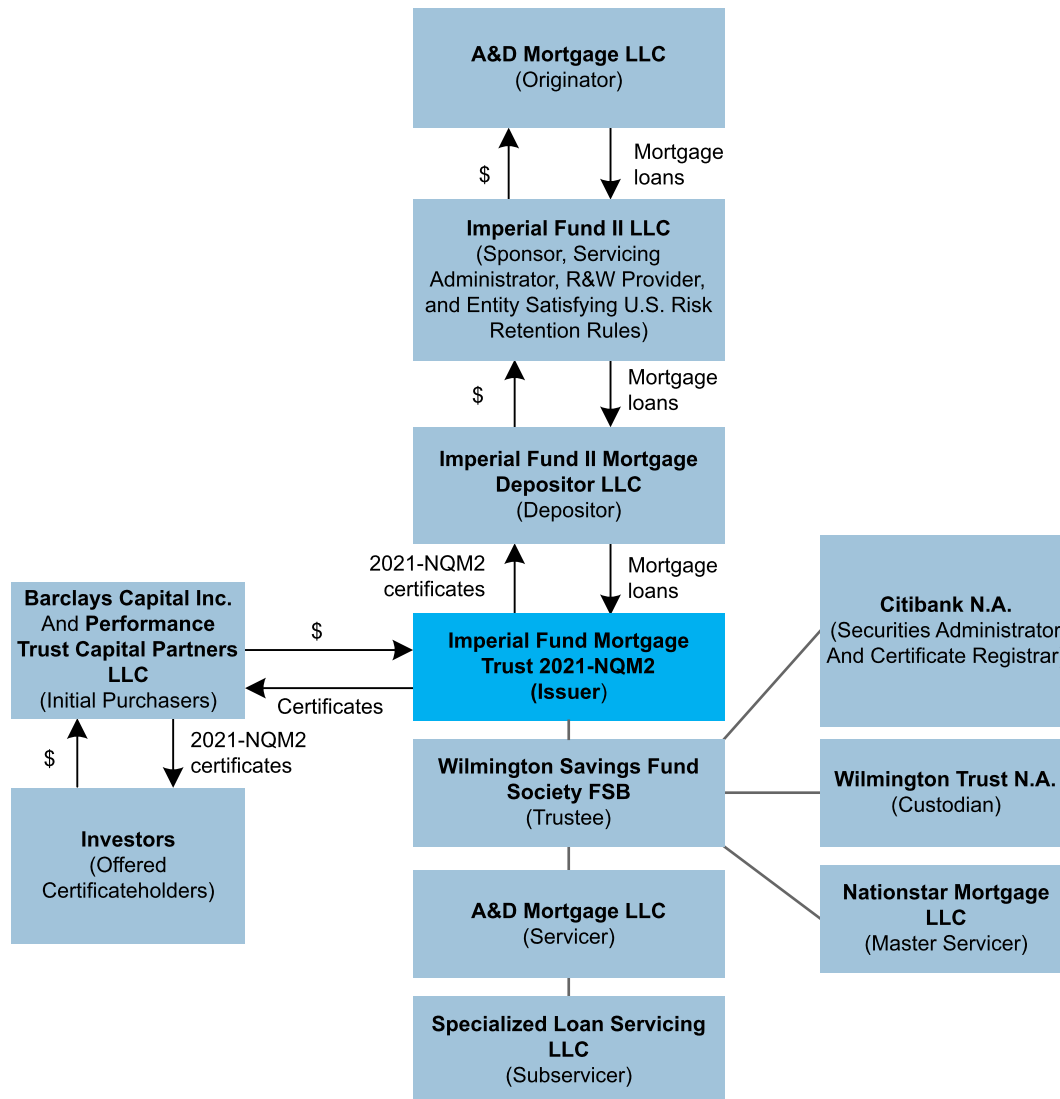 A&D Mortgage LLC
(Originator)
$
Mortgage
loans
Imperial Fund II LLC
(Sponsor, Servicing
Administrator, R&W Provider,
and Entity Satisfying U.S. Risk
Retention Rules)
$
Mortgage
loans
Imperial Fund II Mortgage
Depositor LLC
(Depositor)
2021-NQM2
certificates
Mortgage
loans
Barclays Capital Inc.
And Performance
Trust Capital Partners
LLC
(Initial Purchasers)
$
Certificates
Imperial Fund Mortgage
Trust 2021-NQM2
(Issuer)
Citibank N.A.
(Securities Administrator
And Certificate Registrar
$
2021-NQM2
certificates
Investors
(Offered
Certificateholders)
Wilmington Savings Fund
Society FSB
(Trustee)
Wilmington Trust N.A.
(Custodian)
A&D Mortgage LLC
(Servicer)
Nationstar Mortgage
LLC
(Master Servicer)
Specialized Loan Servicing
LLC
(Subservicer)